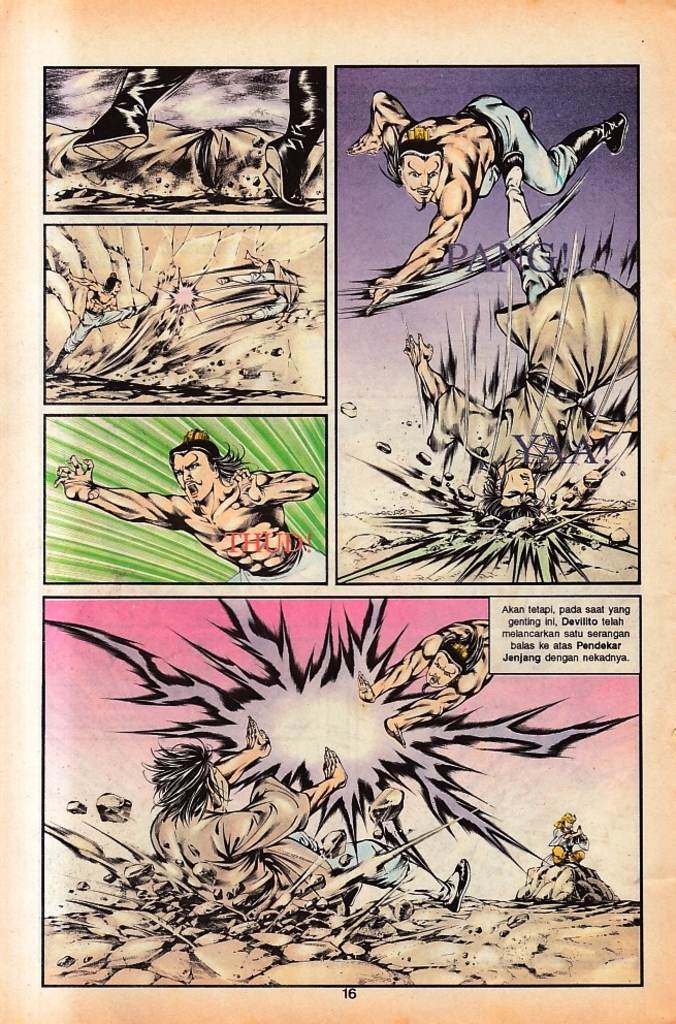 PANG!
YAA!
THUD!
Akan tetapi, pada saat yang
genting ini, Devilito telah
melancarkan satu serangan
balas ke atas Pendekar
Jenjang dengan nekadnya.
16